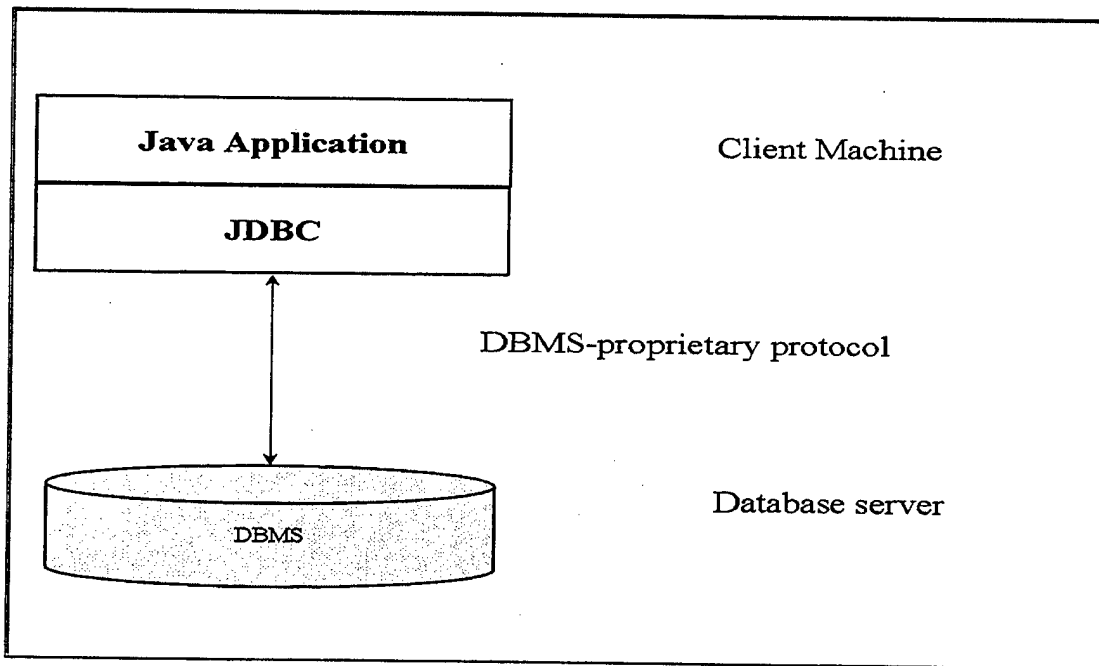 Java Application
Client Machine
JDBC
DBMS-proprietary protocol
Database server
DBMS